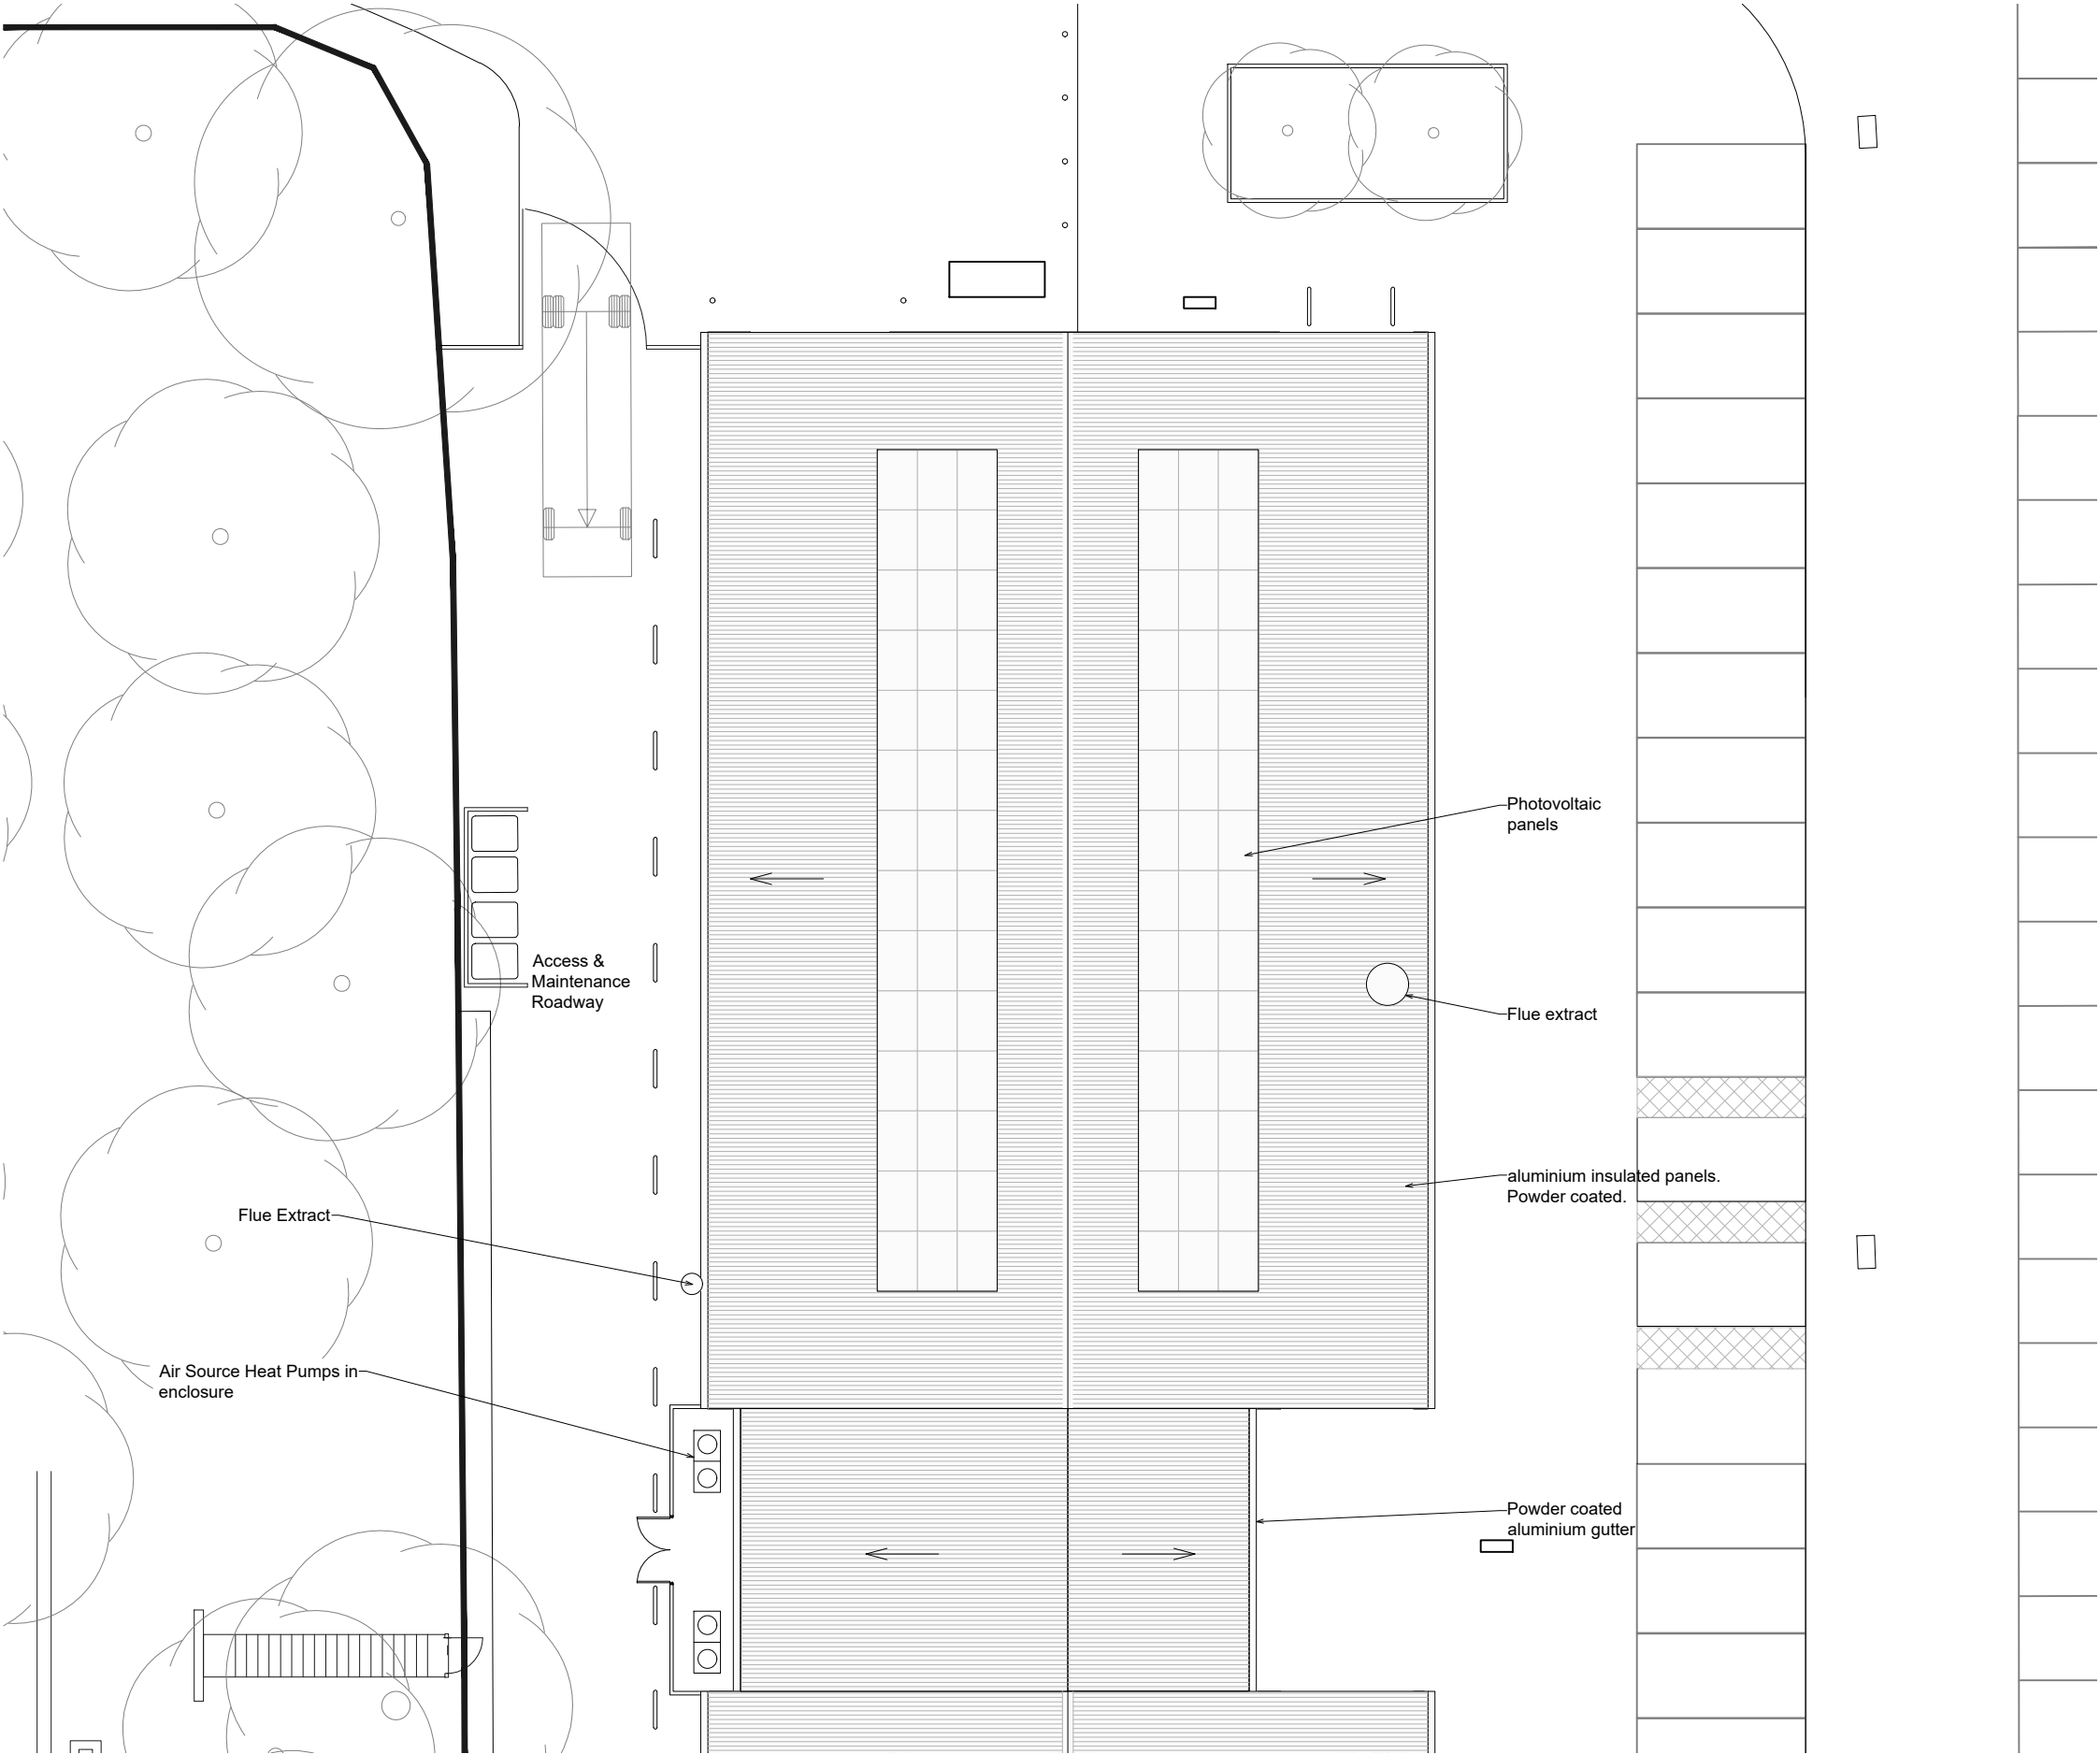 Photovoltaic
panels
Access &
Maintenance
Roadway
Flue extract
aluminium insulated panels.
Powder coated.
Flue Extract
Air Source Heat Pumps in
enclosure
Powder coated
aluminium gutter